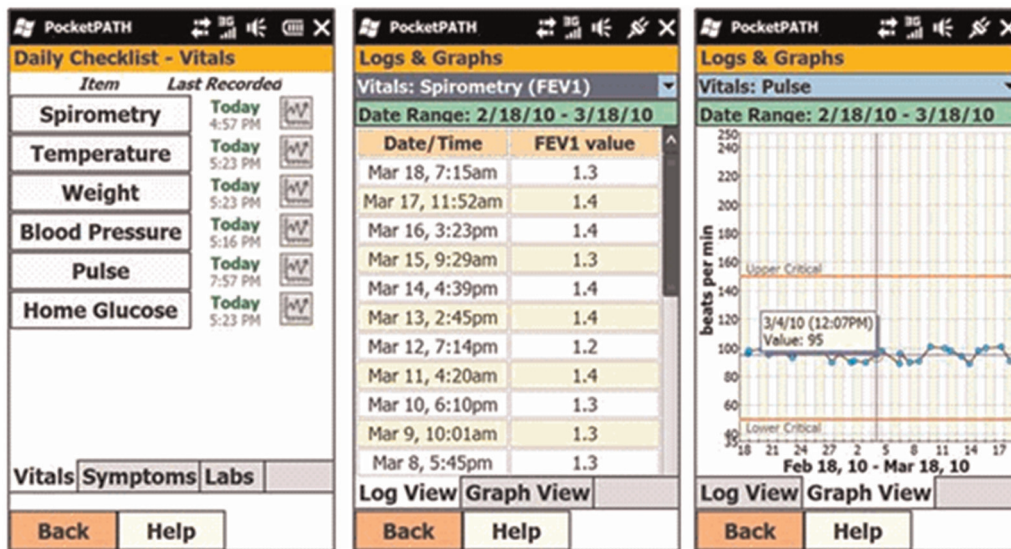 PocketPATH
3G
Daily Checklist - Vitals
Item Last Recorded
Spirometry Today 4:57 PM
Temperature Today 5:23 PM
Weight Today 5:23 PM
Blood Pressure Today 5:16 PM
Pulse Today 7:57 PM
Home Glucose Today 5:23 PM
Vitals Symptoms Labs
Back Help
PocketPATH
3G
Logs & Graphs
Vitals: Spirometry (FEV1)
Date Range: 2/18/10 - 3/18/10
Date/Time FEV1 value
Mar 18, 7:15am 1.3
Mar 17, 11:52am 1.4
Mar 16, 3:23pm 1.4
Mar 15, 9:29am 1.3
Mar 14, 4:39pm 1.4
Mar 13, 2:45pm 1.4
Mar 12, 7:14pm 1.2
Mar 11, 4:20am 1.4
Mar 10, 6:10pm 1.3
Mar 9, 10:01am 1.3
Mar 8, 5:45pm 1.3
Log View Graph View
Back Help
PocketPATH
3G
Logs & Graphs
Vitals: Pulse
Date Range: 2/18/10 - 3/18/10
beats per min
250
240
220
200
180
160
Upper Critical
140
120
3/4/10 (12:07PM)
Value: 95
100
80
60
Lower Critical
40
35
18 21 24 27 2 5 8 11 14 17
Feb 18, 10 - Mar 18, 10
Log View Graph View
Back Help